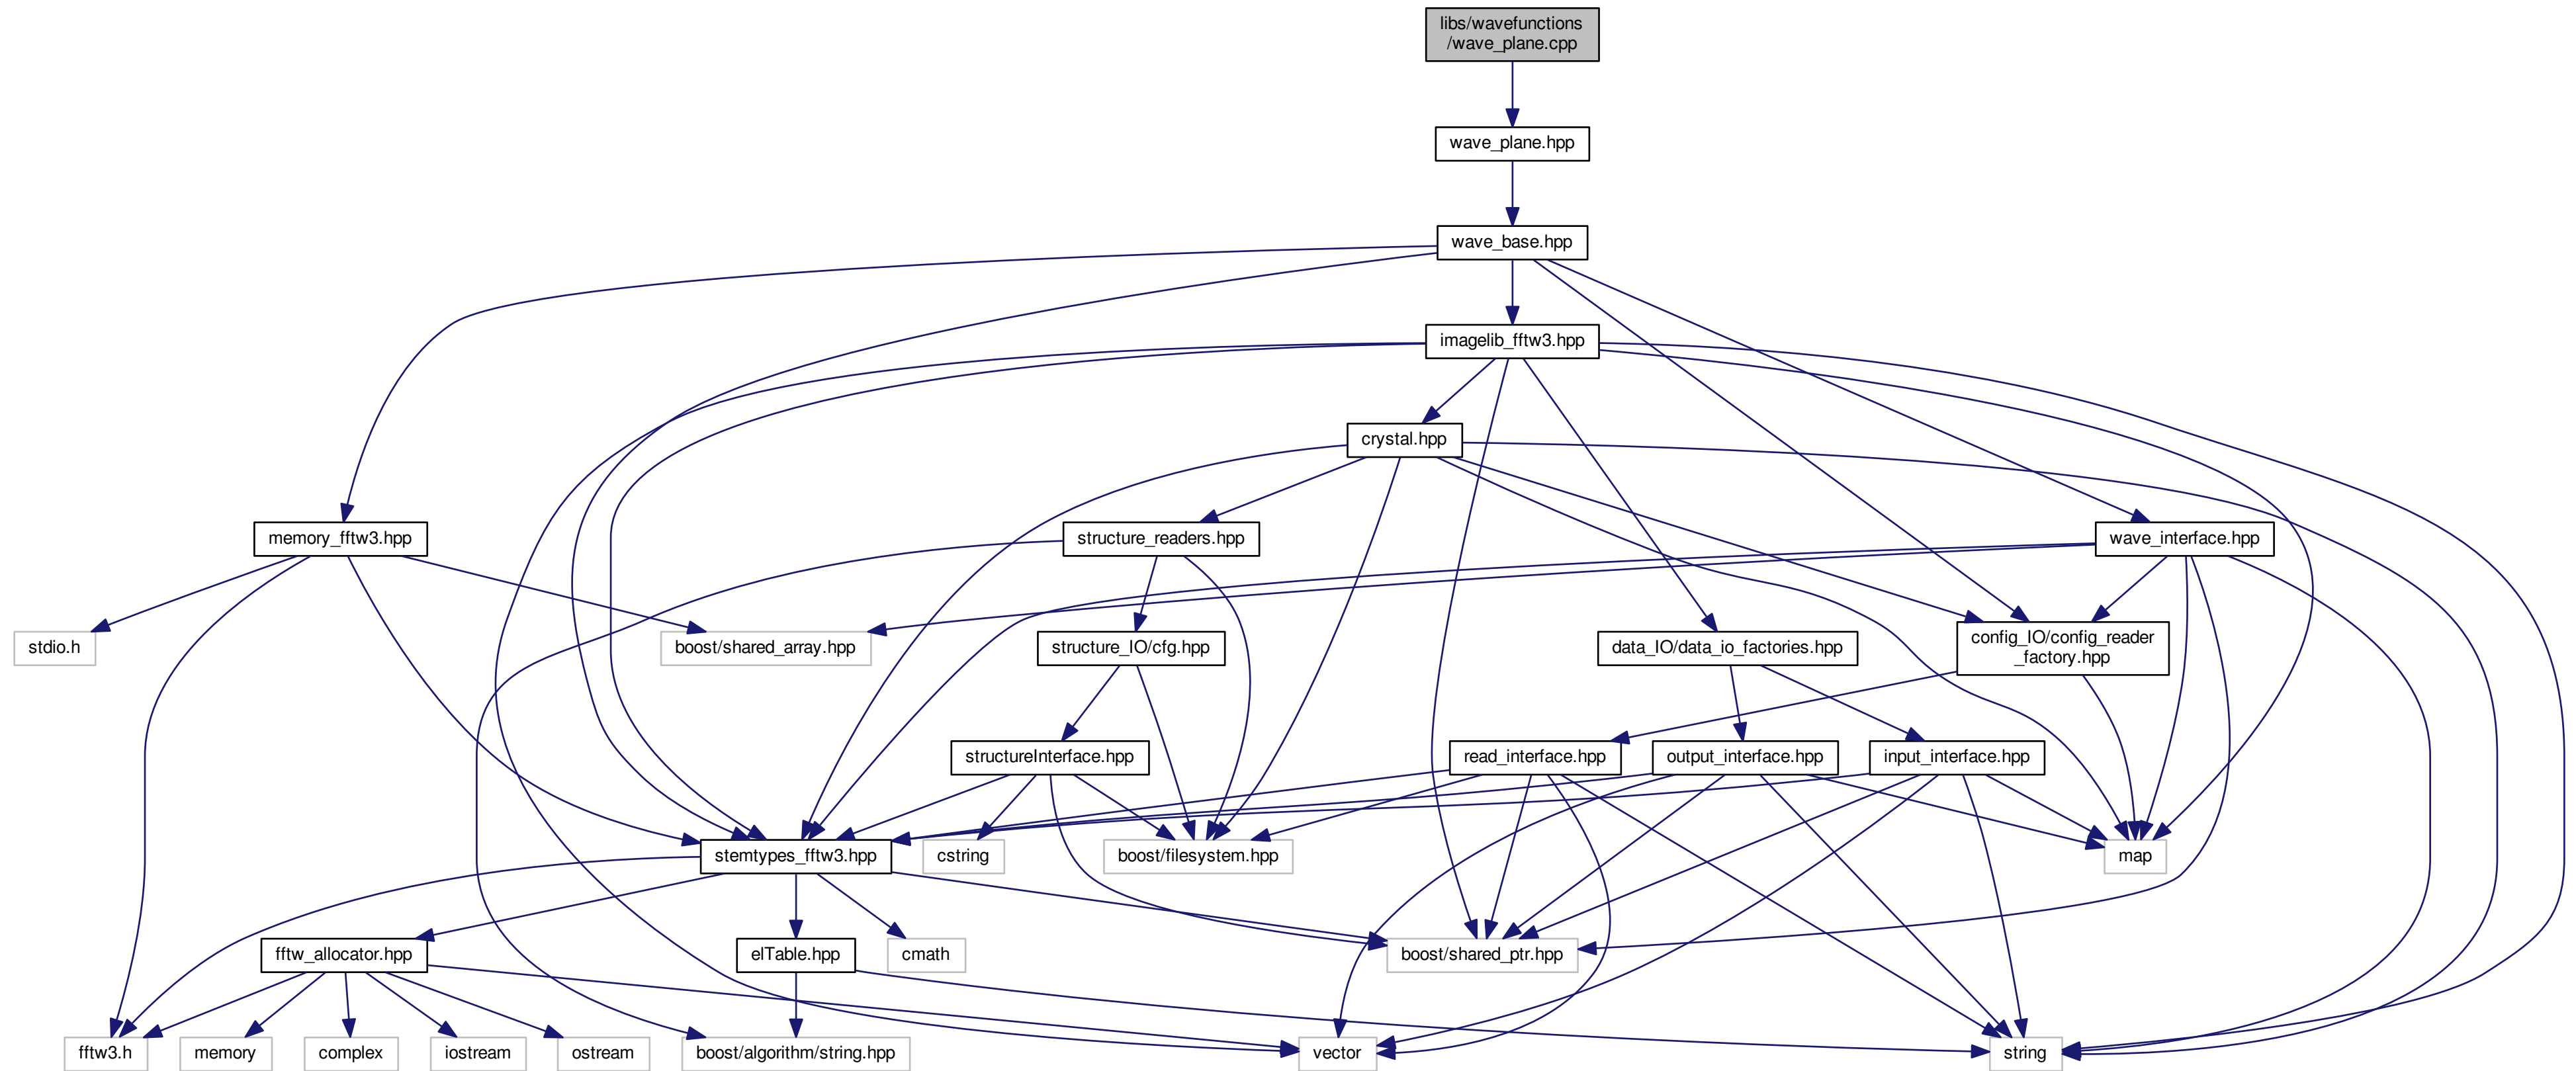 libs/wavefunctions
/wave_plane.cpp
wave_plane.hpp
wave_base.hpp
imagelib_fftw3.hpp
crystal.hpp
memory_fftw3.hpp
structure_readers.hpp
wave_interface.hpp
stdio.h
boost/shared_array.hpp
structure_IO/cfg.hpp
data_IO/data_io_factories.hpp
config_IO/config_reader
_factory.hpp
structureInterface.hpp
read_interface.hpp
output_interface.hpp
input_interface.hpp
stemtypes_fftw3.hpp
cstring
boost/filesystem.hpp
map
fftw_allocator.hpp
elTable.hpp
cmath
boost/shared_ptr.hpp
fftw3.h
memory
complex
iostream
ostream
boost/algorithm/string.hpp
vector
string